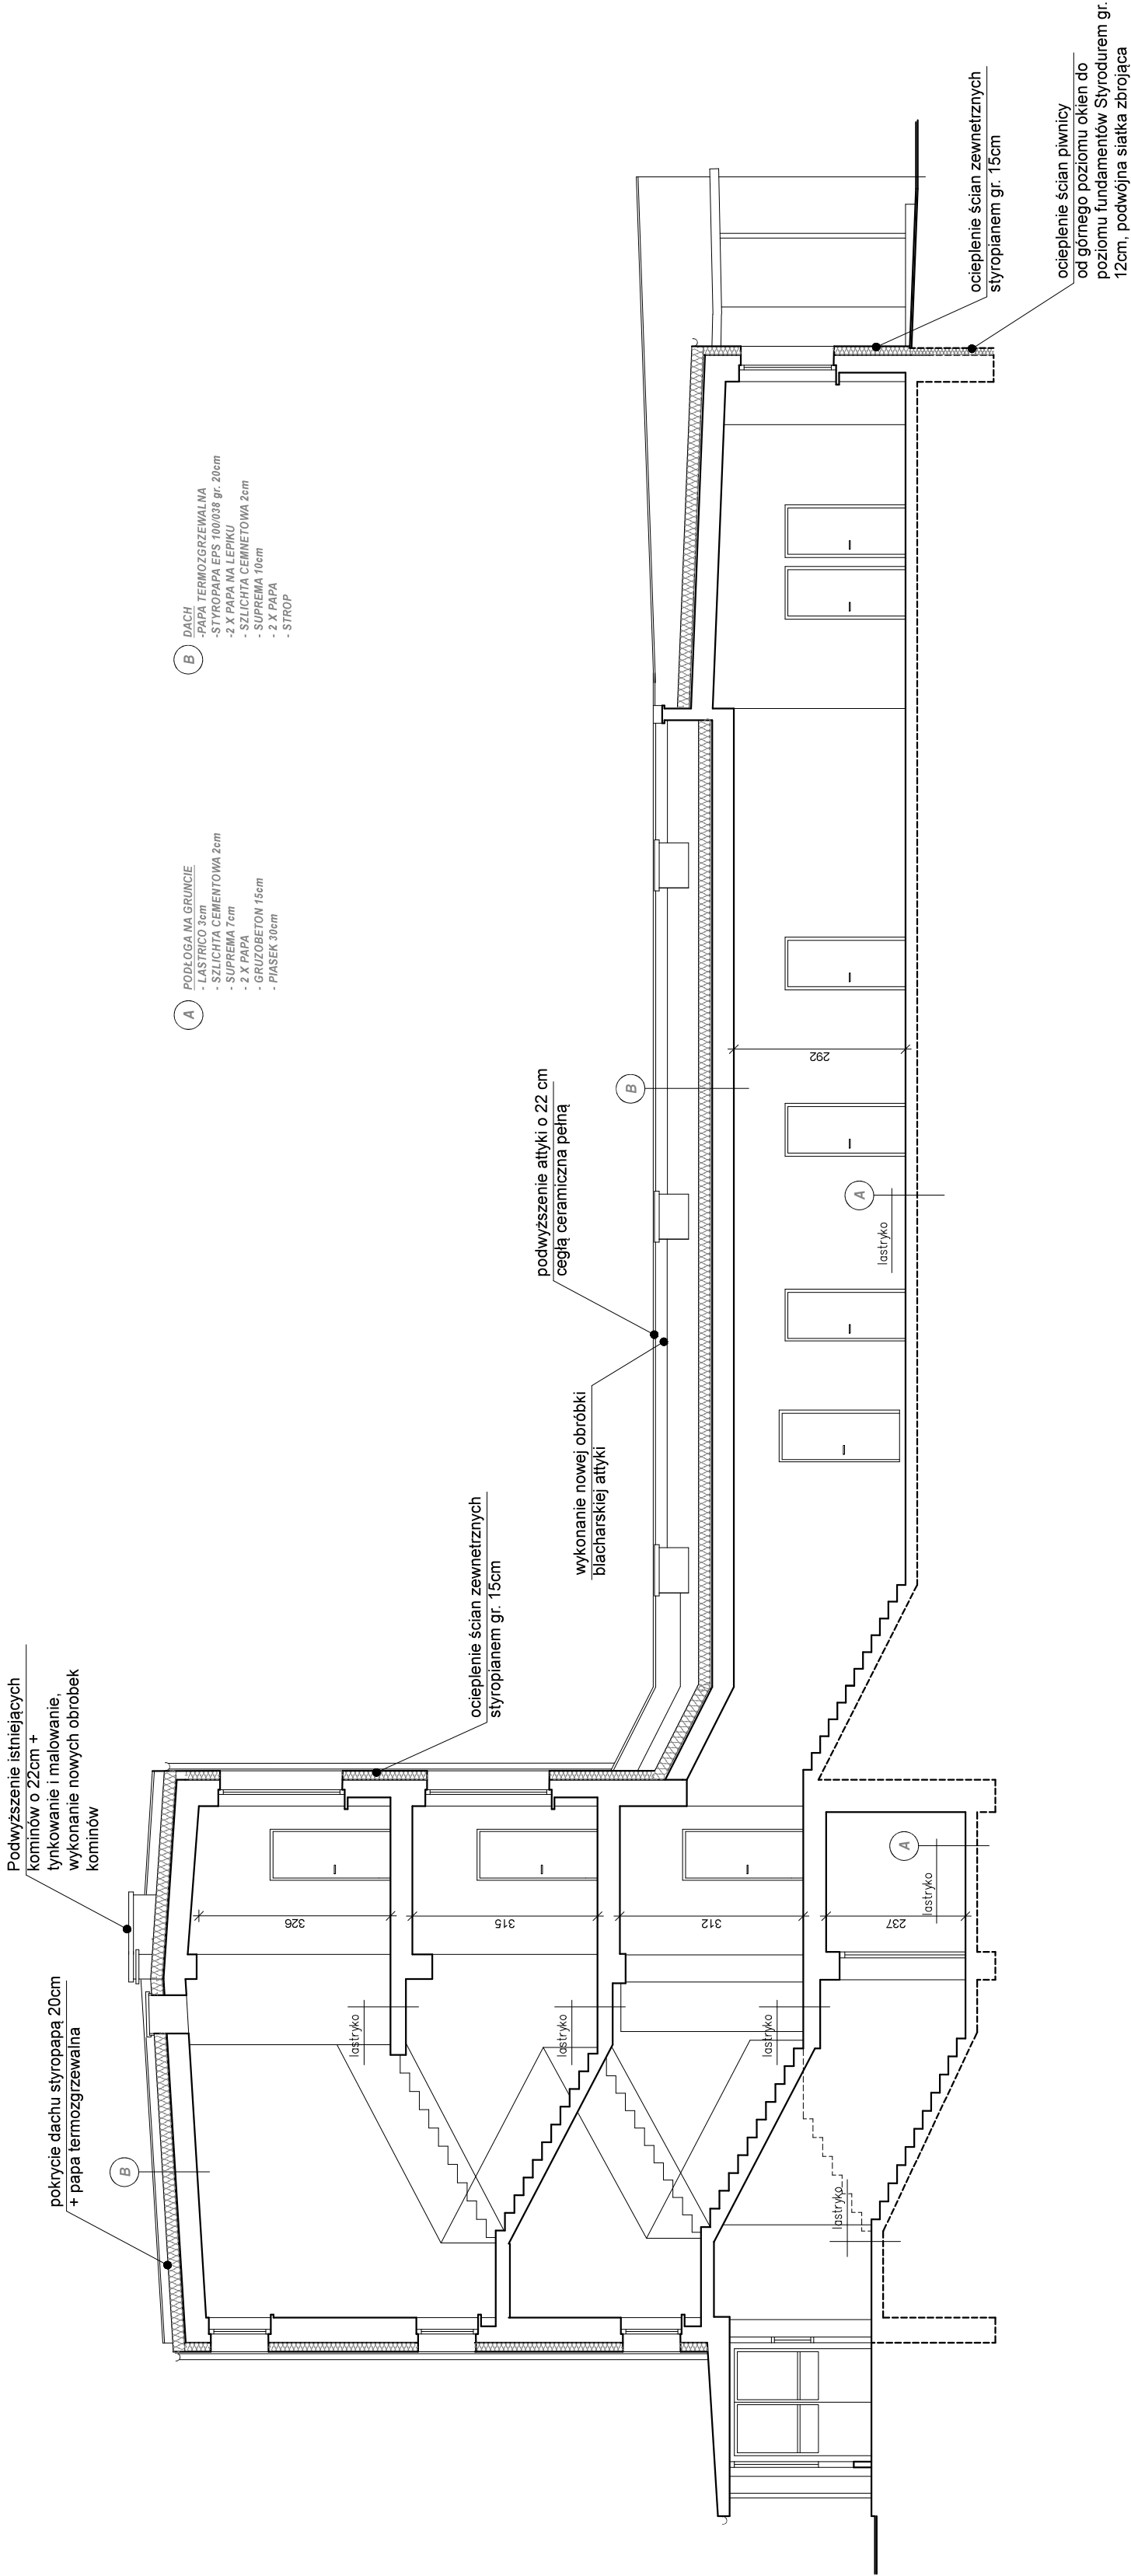 Podwyższenie istniejących
kominów o 22cm +
tynkowanie i malowanie,
wykonanie nowych obrobek
kominów
pokrycie dachu styropapą 20cm
+ papa termozgrzewalna
B
A
PODŁOGA NA GRUNCIE
- LASTRICO 3cm
- SZLICHTA CEMENTOWA 2cm
- SUPREMA 7cm
- 2 X PAPA
- GRUZOBETON 15cm
- PIASEK 30cm
B
DACH
-PAPA TERMOZGRZEWALNA
-STYROPAPA EPS 100/038 gr. 20cm
-2 X PAPA NA LEPIKU
- SZLICHTA CEMNETOWA 2cm
- SUPREMA 10cm
- 2 X PAPA
- STROP
ocieplenie ścian zewnetrznych
styropianem gr. 15cm
podwyższenie attyki o 22 cm
cegłą ceramiczna pełną
wykonanie nowej obróbki
blacharskiej attyki
B
326
315
312
237
292
lastryko
lastryko
lastryko
lastryko
lastryko
A
lastryko
A
ocieplenie ścian zewnetrznych
styropianem gr. 15cm
ocieplenie ścian piwnicy
od górnego poziomu okien do
poziomu fundamentów Styrodurem gr.
12cm, podwójna siatka zbrojąca